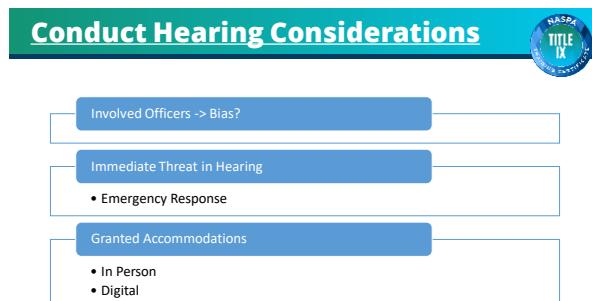 Conduct Hearing Considerations
NASPA
TITLE
IX
CERTIFICATE
Involved Officers -> Bias?
Immediate Threat in Hearing
• Emergency Response
Granted Accommodations
• In Person
• Digital